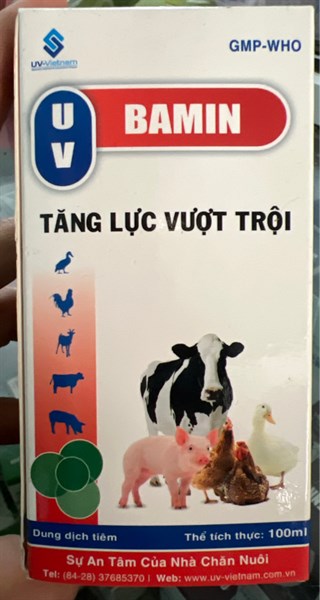 UV-Vietnam
GMP-WHO
UV
BAMIN
TĂNG LỰC VƯỢT TRỘI
Dung dịch tiêm
Thể tích thực: 100ml
Sự An Tâm Của Nhà Chăn Nuôi
Tel: (84-28) 37685370 I Web: www.uv-vietnam.com.vn